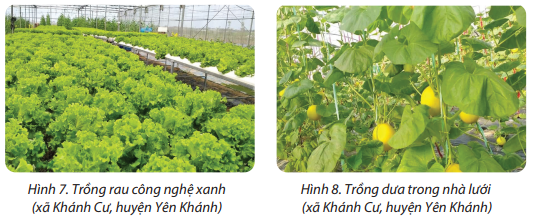 Hình 7. Trồng rau công nghệ xanh
(xã Khánh Cư, huyện Yên Khánh)
Hình 8. Trồng dưa trong nhà lưới
(xã Khánh Cư, huyện Yên Khánh)